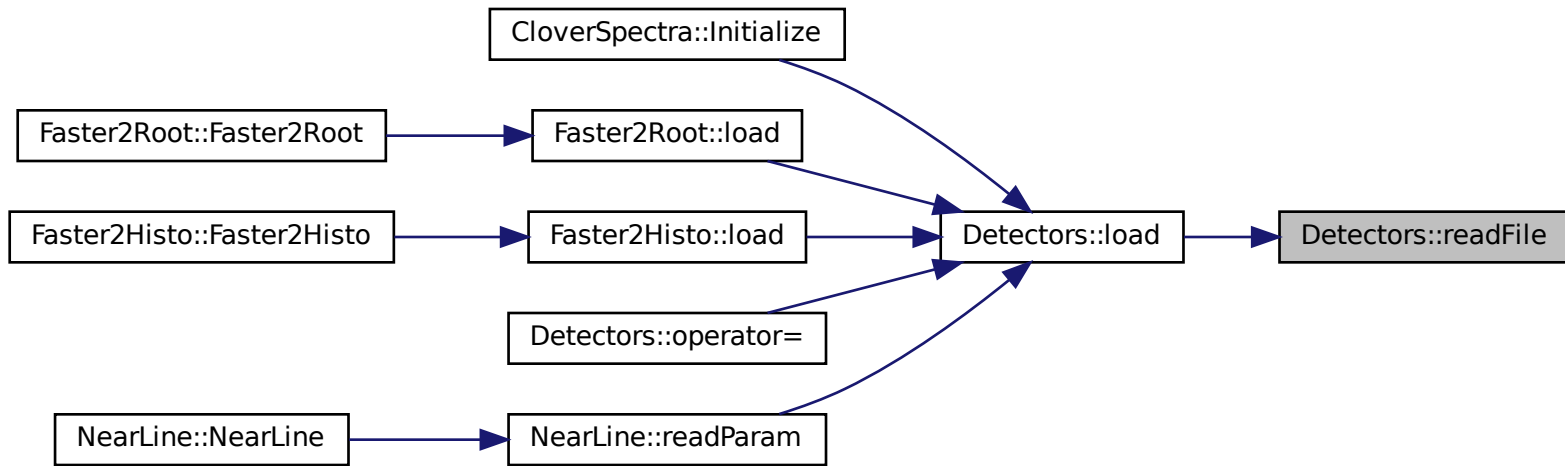 CloverSpectra::Initialize
Faster2Root::Faster2Root
Faster2Root::load
Faster2Histo::Faster2Histo
Faster2Histo::load
Detectors::load
Detectors::readFile
Detectors::operator=
NearLine::NearLine
NearLine::readParam